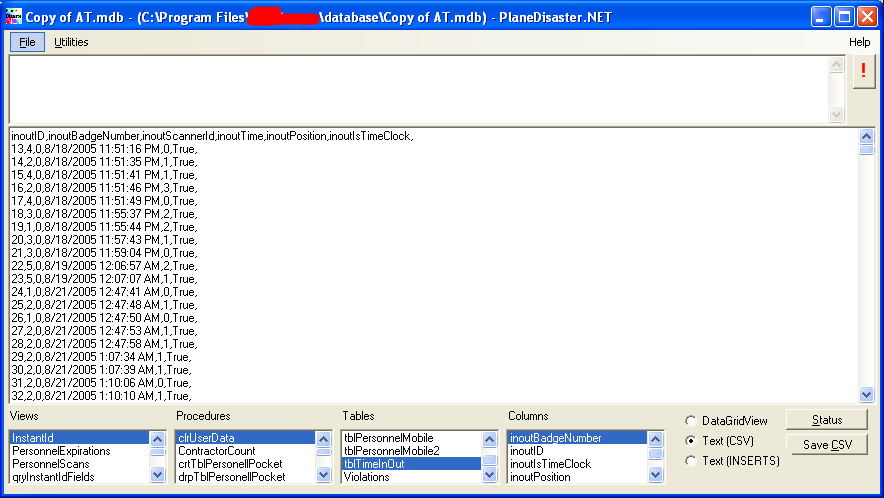 Copy of AT.mdb - (C:\Program Files\ \database\Copy of AT.mdb) - PlaneDisaster.NET
File Utilities Help
!
inoutID,inoutBadgeNumber,inoutScannerId,inoutTime,inoutPosition,inoutIsTimeClock,
13,4,0,8/18/2005 11:51:16 PM,0,True,
14,2,0,8/18/2005 11:51:35 PM,1,True,
15,4,0,8/18/2005 11:51:41 PM,1,True,
16,2,0,8/18/2005 11:51:46 PM,3,True,
17,4,0,8/18/2005 11:51:49 PM,0,True,
18,3,0,8/18/2005 11:55:37 PM,2,True,
19,1,0,8/18/2005 11:55:44 PM,2,True,
20,3,0,8/18/2005 11:57:43 PM,1,True,
21,3,0,8/18/2005 11:59:04 PM,0,True,
22,5,0,8/19/2005 12:06:57 AM,2,True,
23,5,0,8/19/2005 12:07:07 AM,1,True,
24,1,0,8/21/2005 12:47:41 AM,0,True,
25,2,0,8/21/2005 12:47:48 AM,1,True,
26,1,0,8/21/2005 12:47:50 AM,0,True,
27,2,0,8/21/2005 12:47:53 AM,1,True,
28,2,0,8/21/2005 12:47:58 AM,1,True,
29,2,0,8/21/2005 1:07:34 AM,1,True,
30,2,0,8/21/2005 1:07:39 AM,1,True,
31,2,0,8/21/2005 1:10:06 AM,0,True,
32,2,0,8/21/2005 1:10:10 AM,1,True,
Views
InstantId
PersonnelExpirations
PersonnelScans
qryInstantIdFields
Procedures
clrUserData
ContractorCount
crtTblPersonellPocket
drpTblPersonellPocket
Tables
tblPersonnelMobile
tblPersonnelMobile2
tblTimeInOut
Violations
Columns
inoutBadgeNumber
inoutID
inoutIsTimeClock
inoutPosition
DataGridView
Text (CSV)
Text (INSERTS)
Status
Save CSV